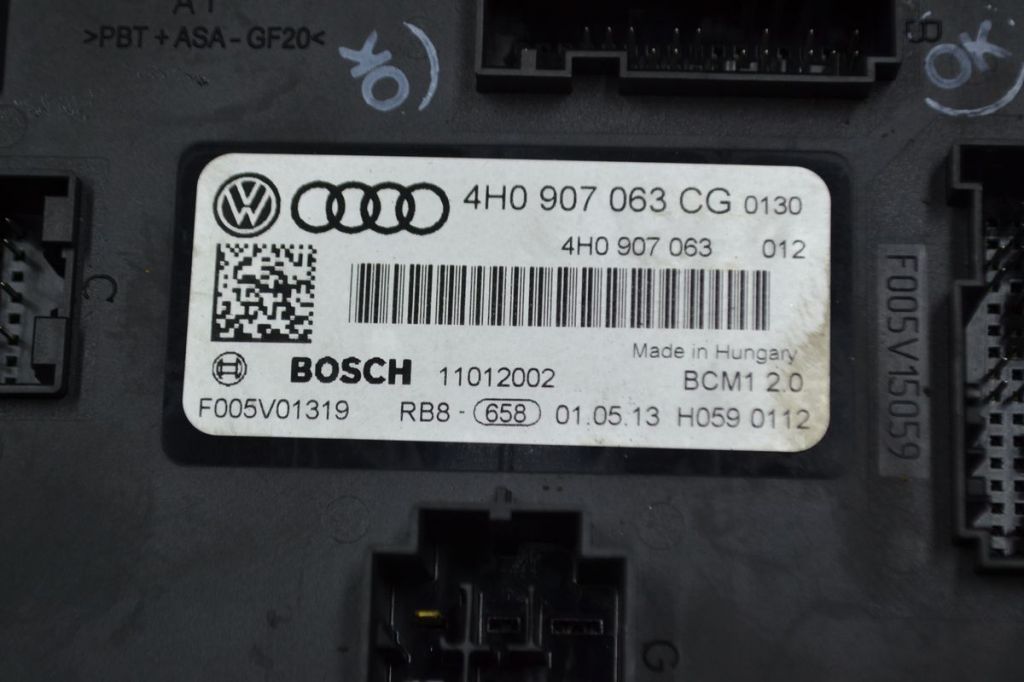 A1
>PBT + ASA - GF20<
OK
B
OK
4H0 907 063 CG 0130
4H0 907 063 012
C
Made in Hungary
BOSCH 11012002 BCM1 2.0
F005V01319 RB8 - 658 01.05.13 H059 0112
F005V15059
G